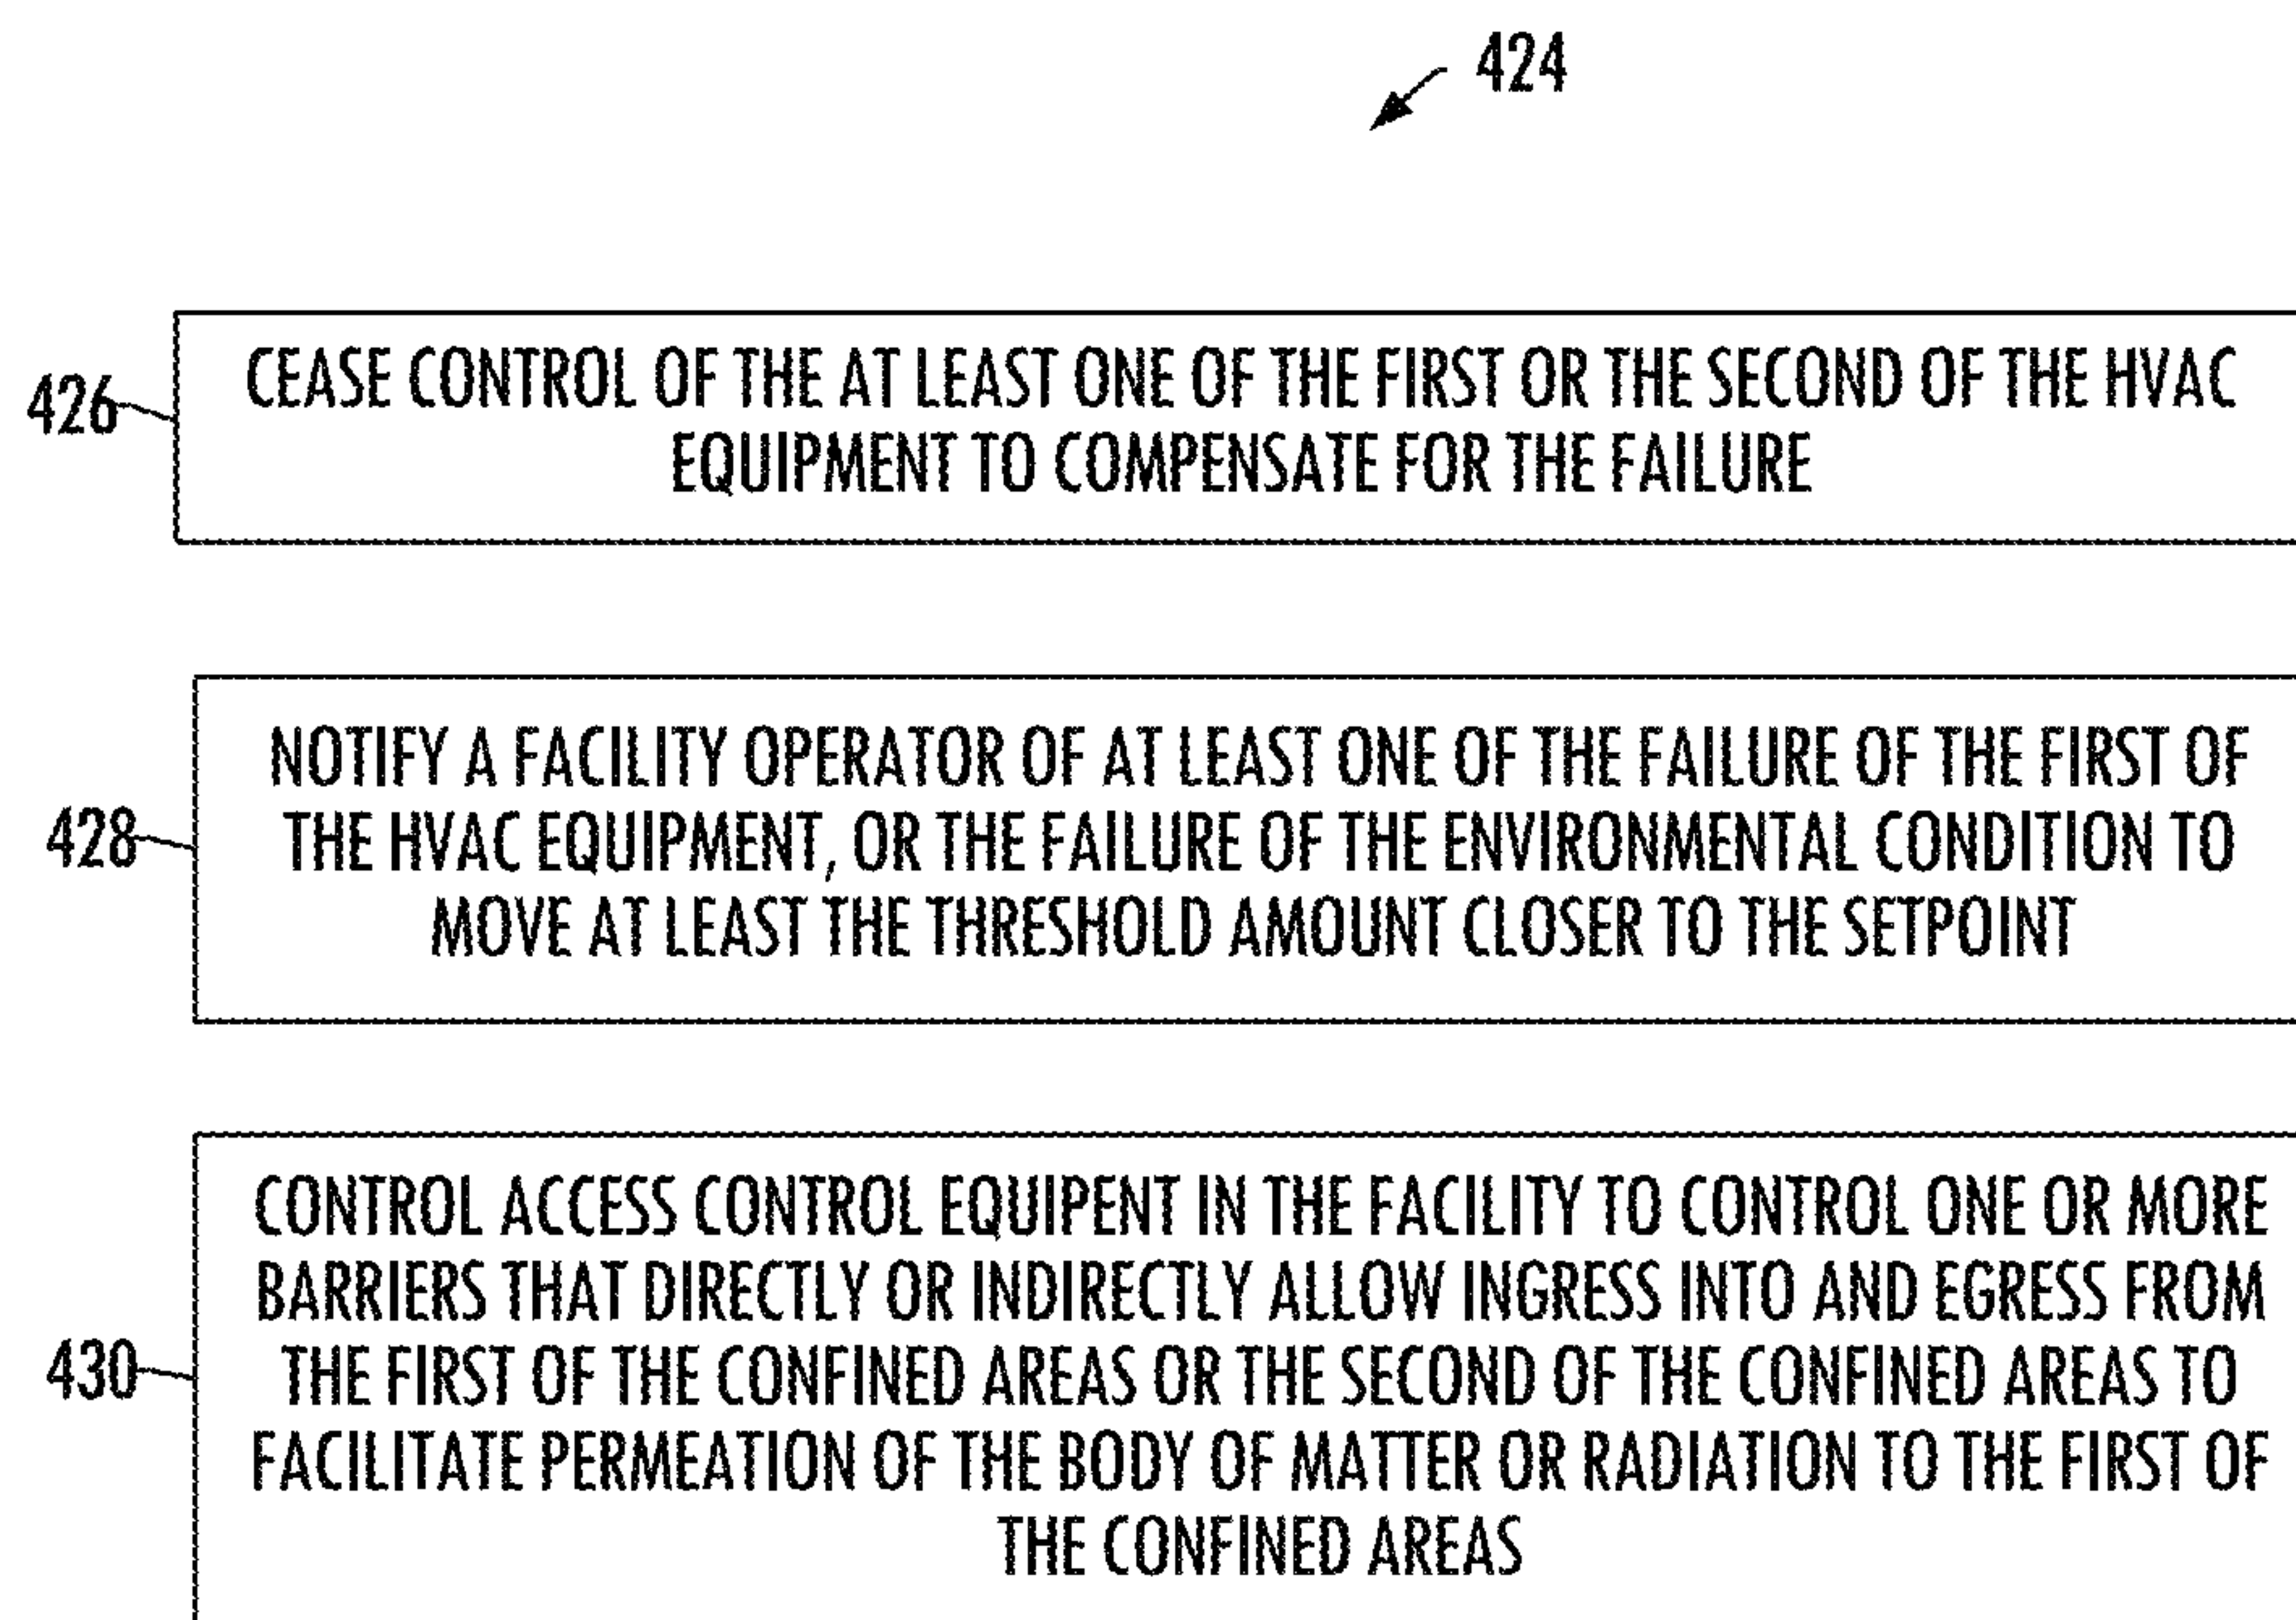 424
426
CEASE CONTROL OF THE AT LEAST ONE OF THE FIRST OR THE SECOND OF THE HVAC
EQUIPMENT TO COMPENSATE FOR THE FAILURE
428
NOTIFY A FACILITY OPERATOR OF AT LEAST ONE OF THE FAILURE OF THE FIRST OF
THE HVAC EQUIPMENT, OR THE FAILURE OF THE ENVIRONMENTAL CONDITION TO
MOVE AT LEAST THE THRESHOLD AMOUNT CLOSER TO THE SETPOINT
430
CONTROL ACCESS CONTROL EQUIPENT IN THE FACILITY TO CONTROL ONE OR MORE
BARRIERS THAT DIRECTLY OR INDIRECTLY ALLOW INGRESS INTO AND EGRESS FROM
THE FIRST OF THE CONFINED AREAS OR THE SECOND OF THE CONFINED AREAS TO
FACILITATE PERMEATION OF THE BODY OF MATTER OR RADIATION TO THE FIRST OF
THE CONFINED AREAS